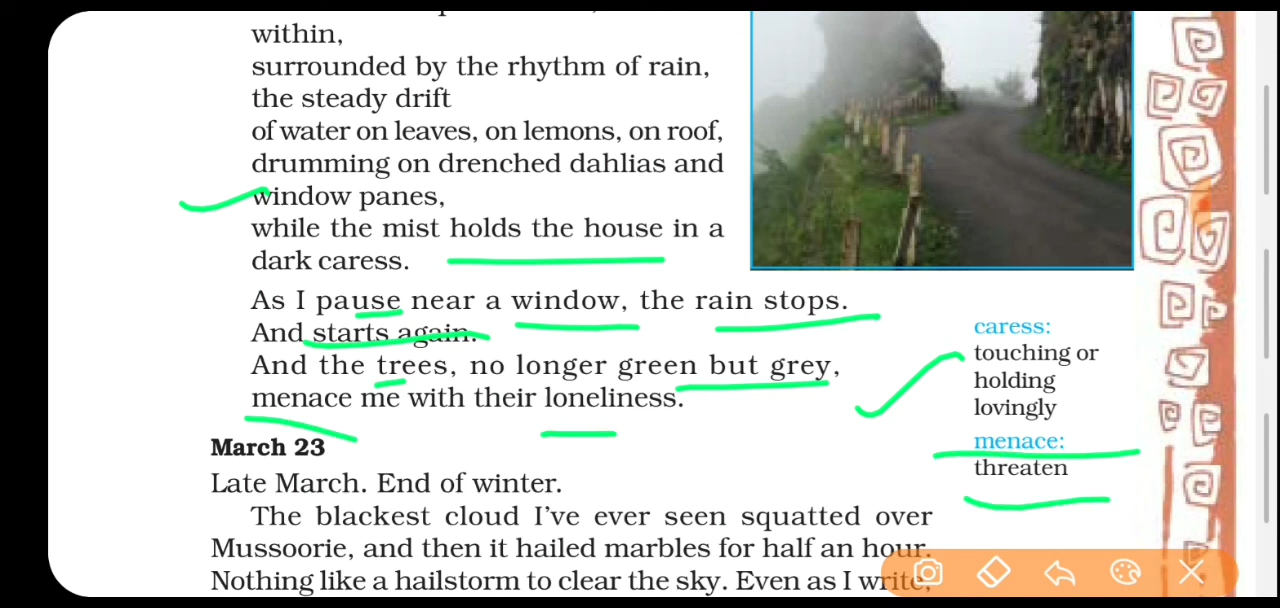 within,
surrounded by the rhythm of rain,
the steady drift
of water on leaves, on lemons, on roof,
drumming on drenched dahlias and
window panes,
while the mist holds the house in a
dark caress.
As I pause near a window, the rain stops.
And starts again.
And the trees, no longer green but grey,
menace me with their loneliness.
caress:
touching or
holding
lovingly
menace:
threaten
March 23
Late March. End of winter.
The blackest cloud I've ever seen squatted over
Mussoorie, and then it hailed marbles for half an hour.
Nothing like a hailstorm to clear the sky. Even as I write,